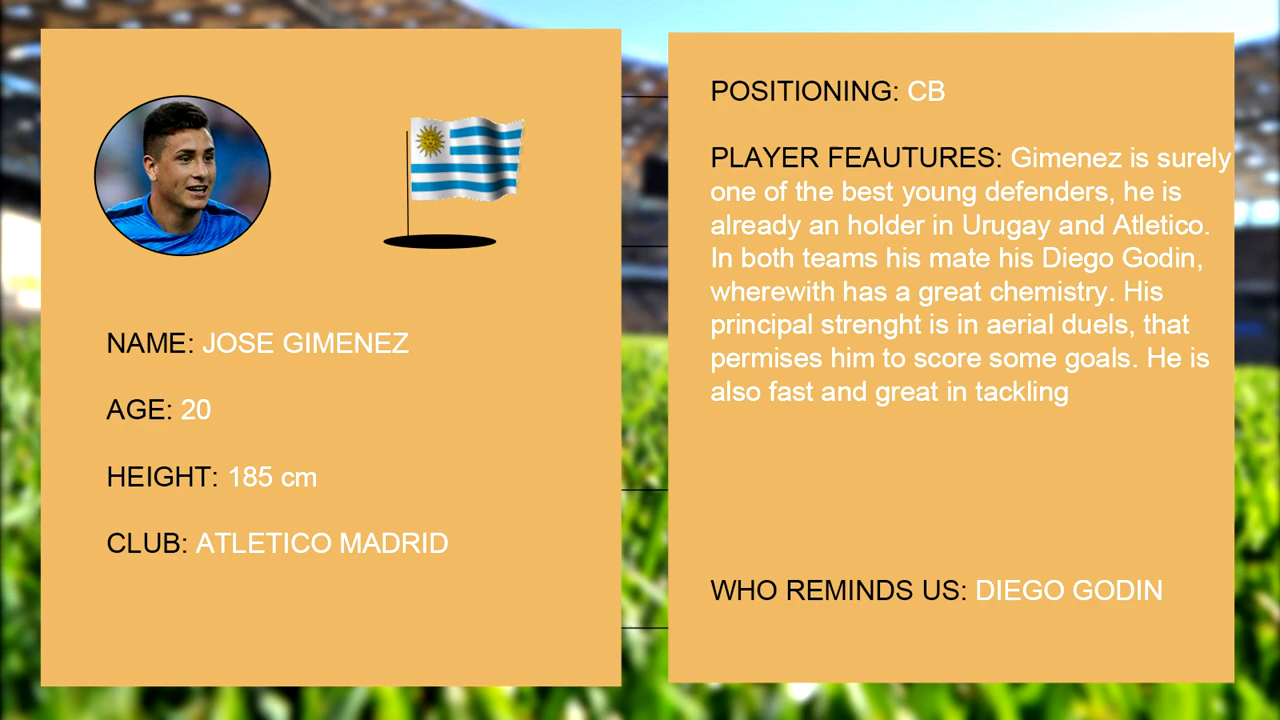 NAME: JOSE GIMENEZ
AGE: 20
HEIGHT: 185 cm
CLUB: ATLETICO MADRID
POSITIONING: CB
PLAYER FEAUTURES: Gimenez is surely
one of the best young defenders, he is
already an holder in Urugay and Atletico.
In both teams his mate his Diego Godin,
wherewith has a great chemistry. His
principal strenght is in aerial duels, that
permises him to score some goals. He is
also fast and great in tackling
WHO REMINDS US: DIEGO GODIN